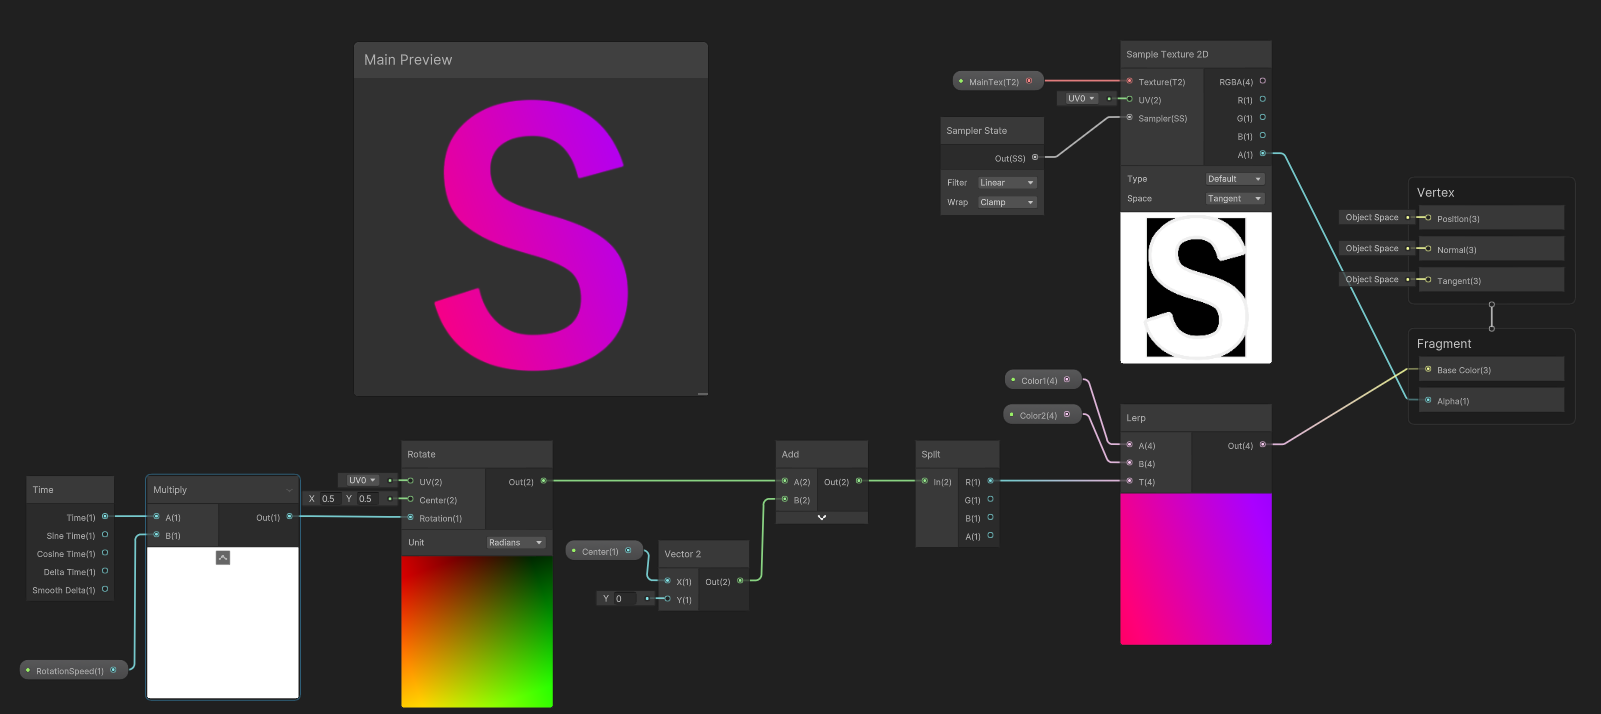 Main Preview
S
Time
Time(1)
Sine Time(1)
Cosine Time(1)
Delta Time(1)
Smooth Delta(1)
RotationSpeed(1)
Multiply
A(1)
Out(1)
B(1)
UV0
X 0.5 Y 0.5
Rotate
UV(2)
Out(2)
Center(2)
Rotation(1)
Unit
Radians
Center(1)
Y 0
Vector 2
X(1)
Out(2)
Y(1)
Add
A(2)
Out(2)
B(2)
Split
In(2)
R(1)
G(1)
B(1)
A(1)
MainTex(T2)
UV0
Sampler State
Out(SS)
Filter Linear
Wrap Clamp
Sample Texture 2D
Texture(T2)
RGBA(4)
UV(2)
R(1)
Sampler(SS)
G(1)
B(1)
A(1)
Type Default
Space Tangent
S
Color1(4)
Color2(4)
Lerp
A(4)
Out(4)
B(4)
T(4)
Vertex
Object Space
Position(3)
Object Space
Normal(3)
Object Space
Tangent(3)
Fragment
Base Color(3)
Alpha(1)